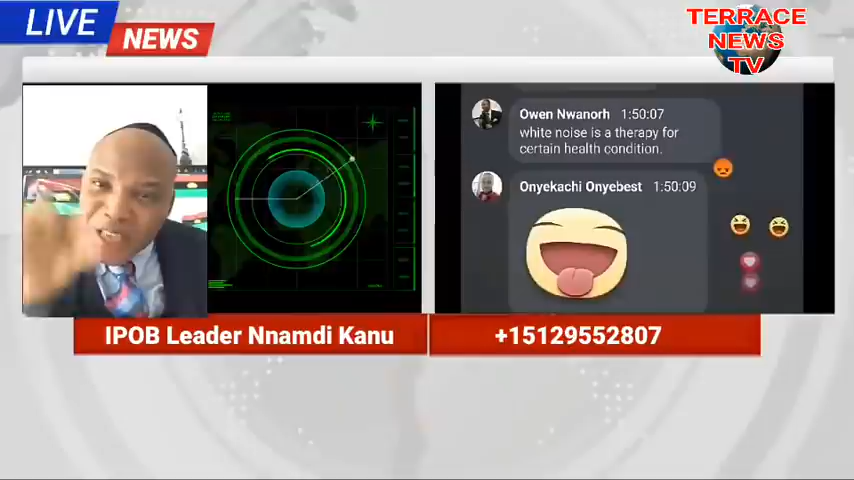 LIVE
NEWS
TERRACE
NEWS
TV
Owen Nwanorh 1:50:07
white noise is a therapy for
certain health condition.
Onyekachi Onyebest 1:50:09
IPOB Leader Nnamdi Kanu
+15129552807